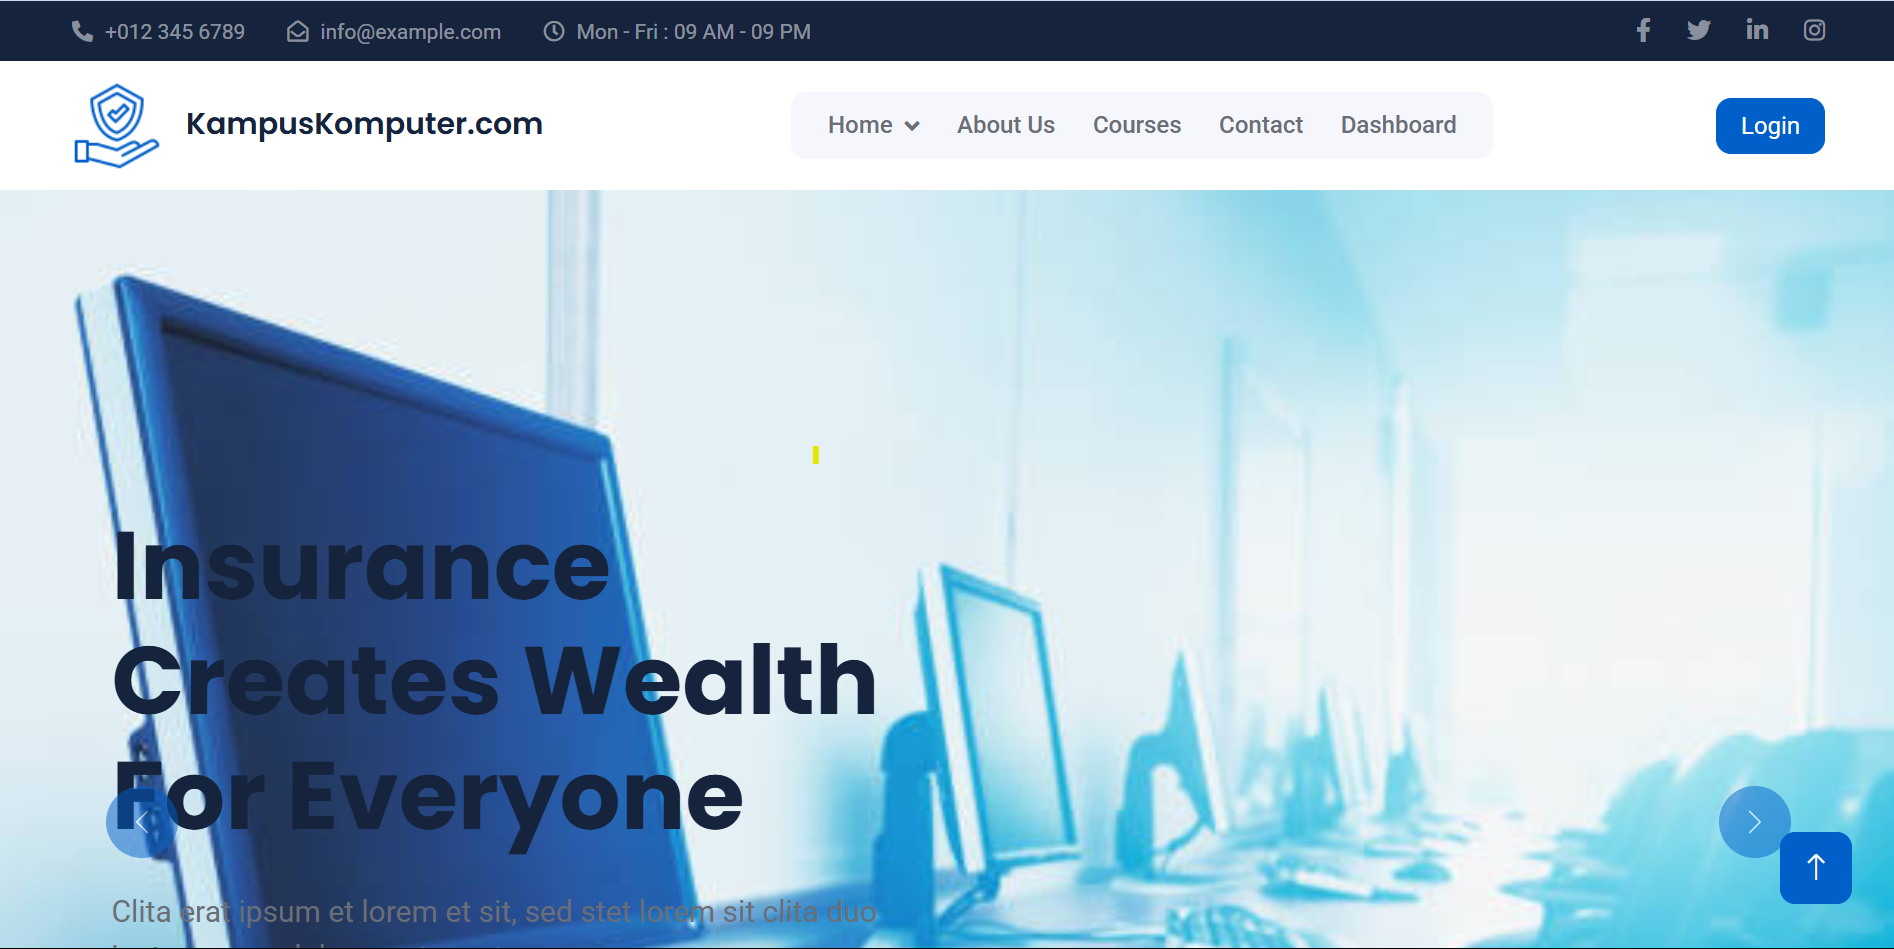 +012 345 6789
info@example.com
Mon - Fri : 09 AM - 09 PM
KampusKomputer.com
Home
About Us
Courses
Contact
Dashboard
Login
Insurance
Creates Wealth
For Everyone
Clita erat ipsum et lorem et sit, sed stet lorem sit clita duo